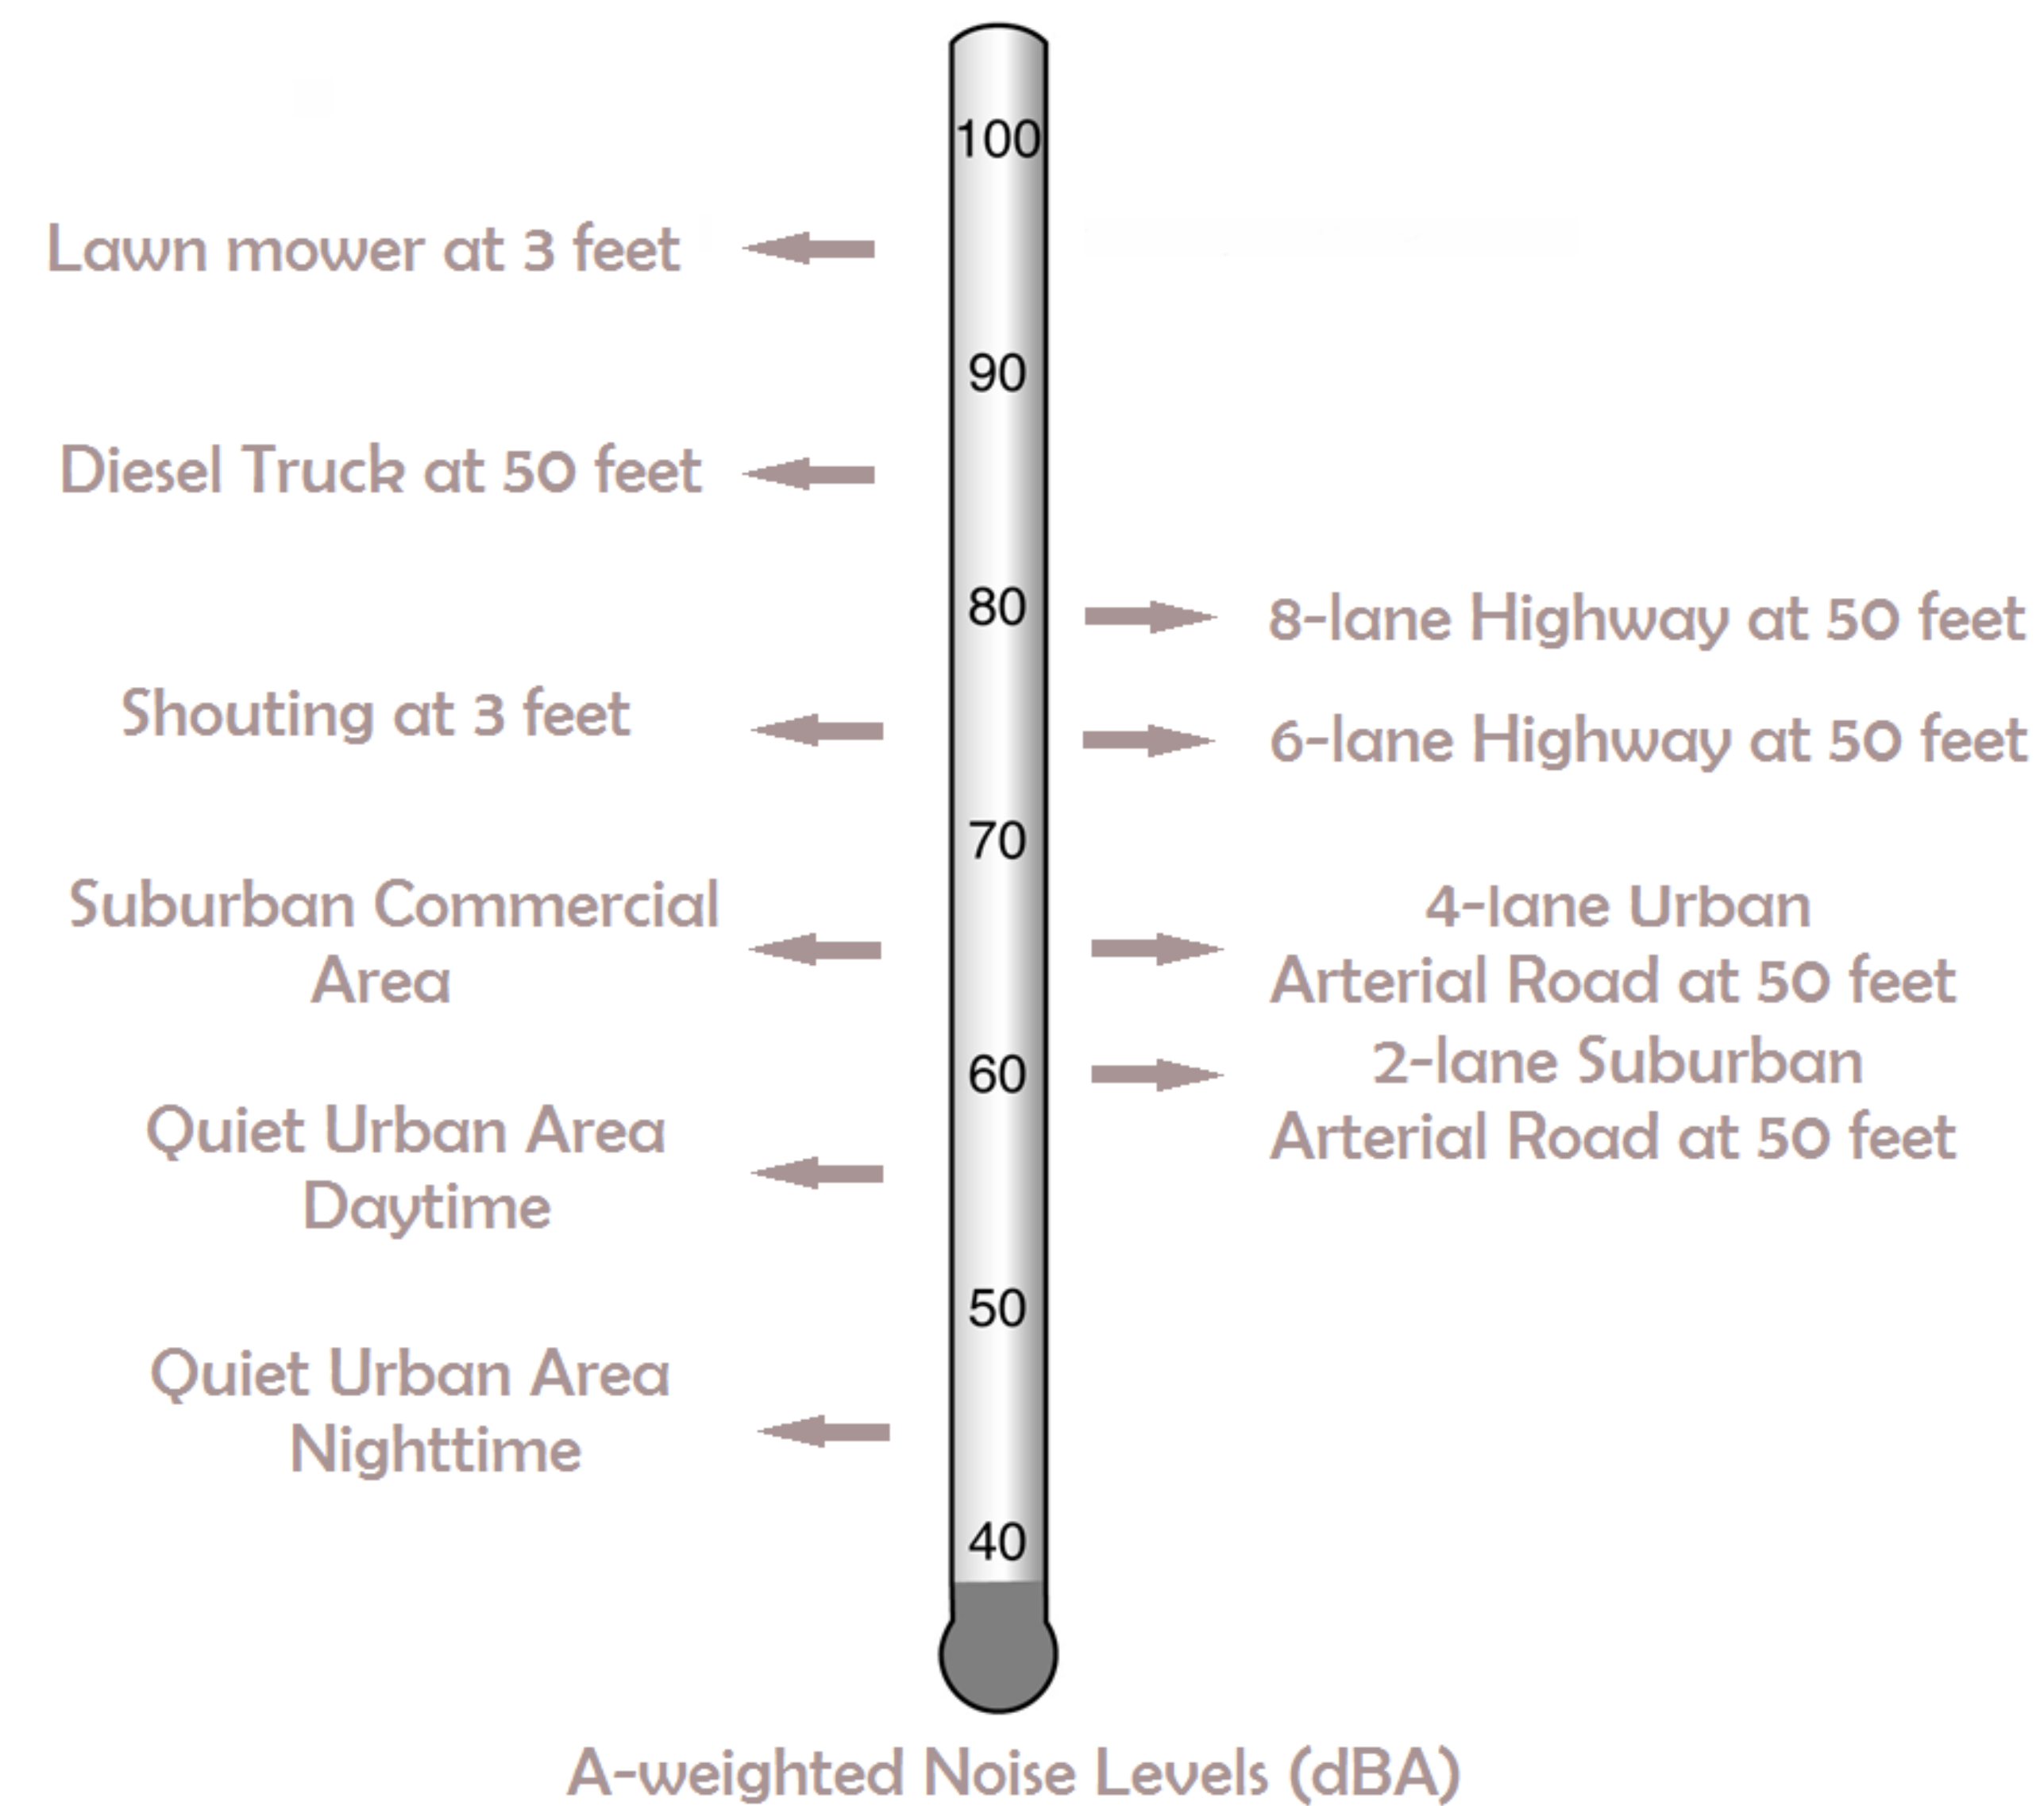 100
Lawn mower at 3 feet
90
Diesel Truck at 50 feet
80
8-lane Highway at 50 feet
Shouting at 3 feet
6-lane Highway at 50 feet
70
Suburban Commercial
Area
4-lane Urban
Arterial Road at 50 feet
60
2-lane Suburban
Arterial Road at 50 feet
Quiet Urban Area
Daytime
50
Quiet Urban Area
Nighttime
40
A-weighted Noise Levels (dBA)